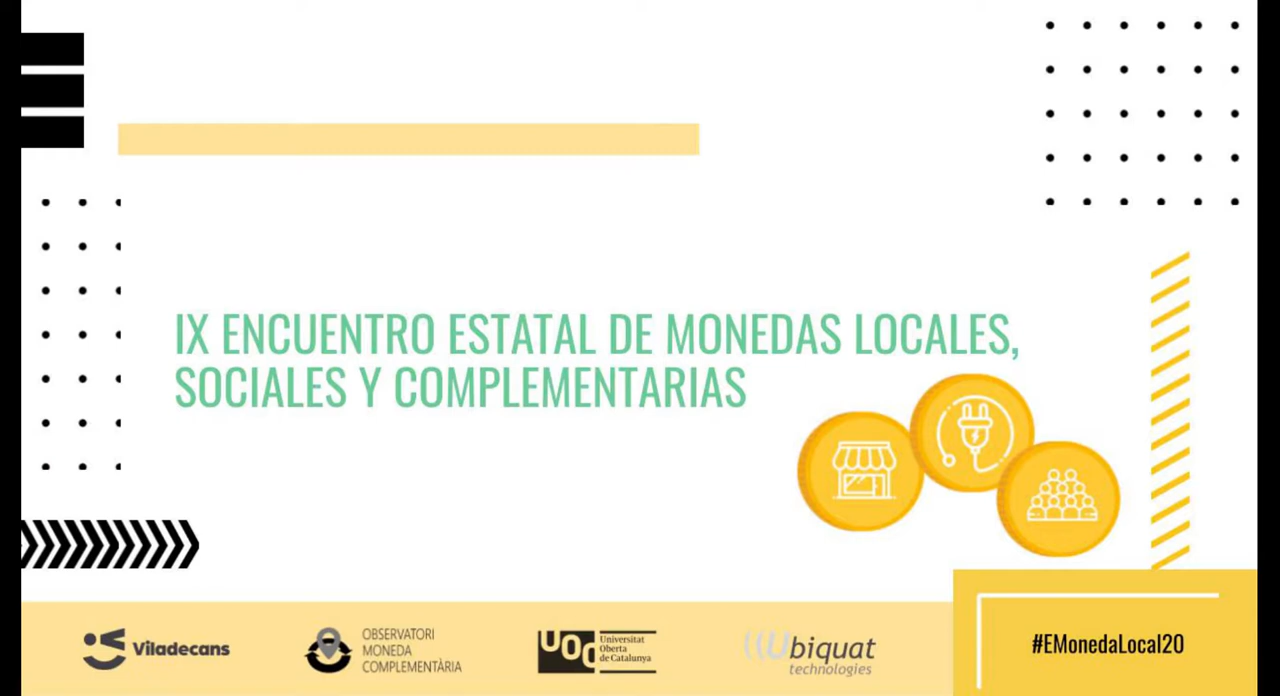 IX ENCUENTRO ESTATAL DE MONEDAS LOCALES,
SOCIALES Y COMPLEMENTARIAS
Viladecans
OBSERVATORI
MONEDA
COMPLEMENTÀRIA
UOC
Universitat
Oberta
de Catalunya
Ubiquat
technologies
#EMonedaLocal20